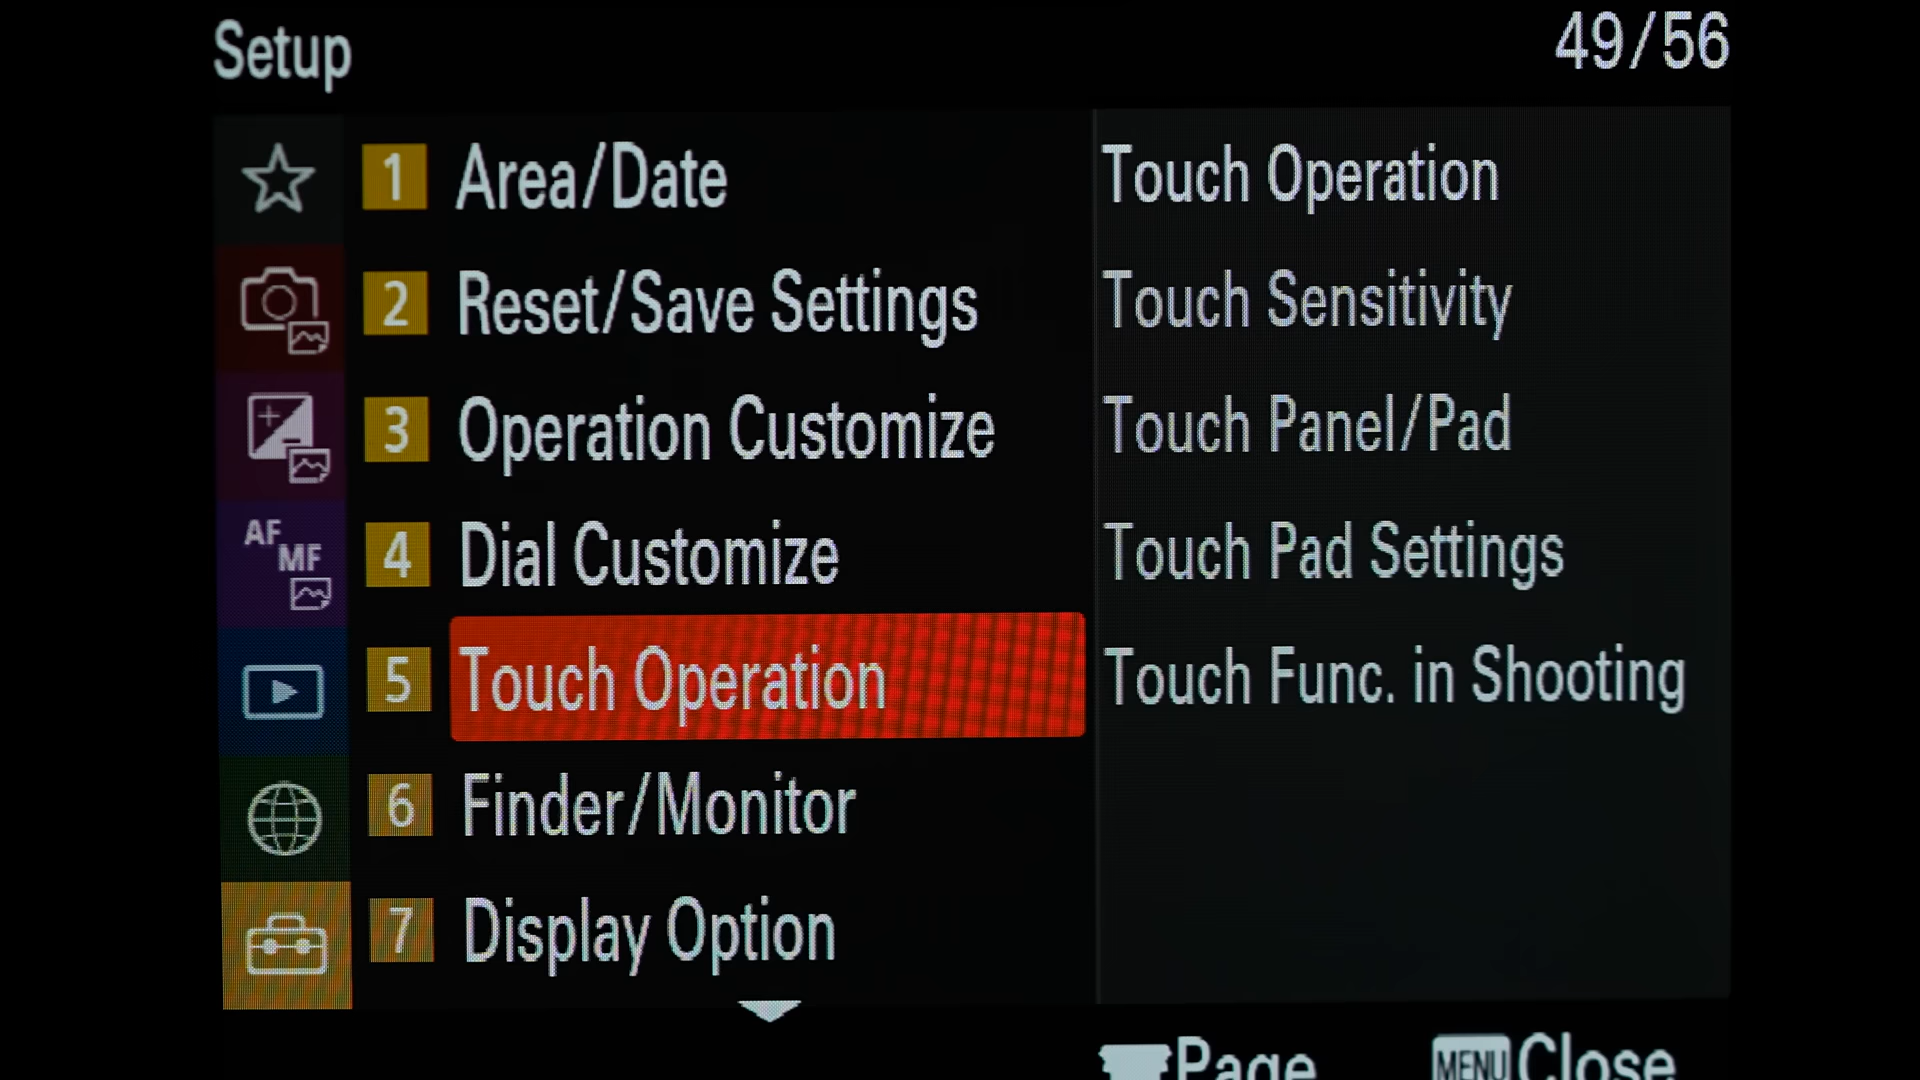 Setup 49/56
1 Area/Date
2 Reset/Save Settings
3 Operation Customize
4 Dial Customize
5 Touch Operation
6 Finder/Monitor
7 Display Option
Touch Operation
Touch Sensitivity
Touch Panel/Pad
Touch Pad Settings
Touch Func. in Shooting
AF
MF
Page MENU Close